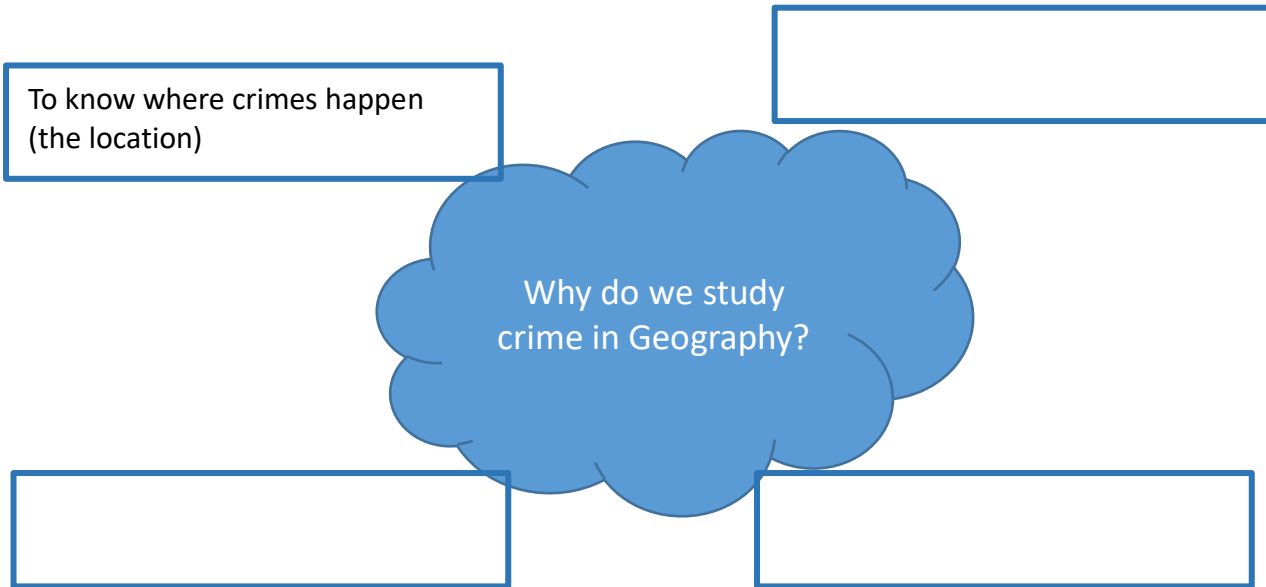 To know where crimes happen
(the location)
Why do we study
crime in Geography?